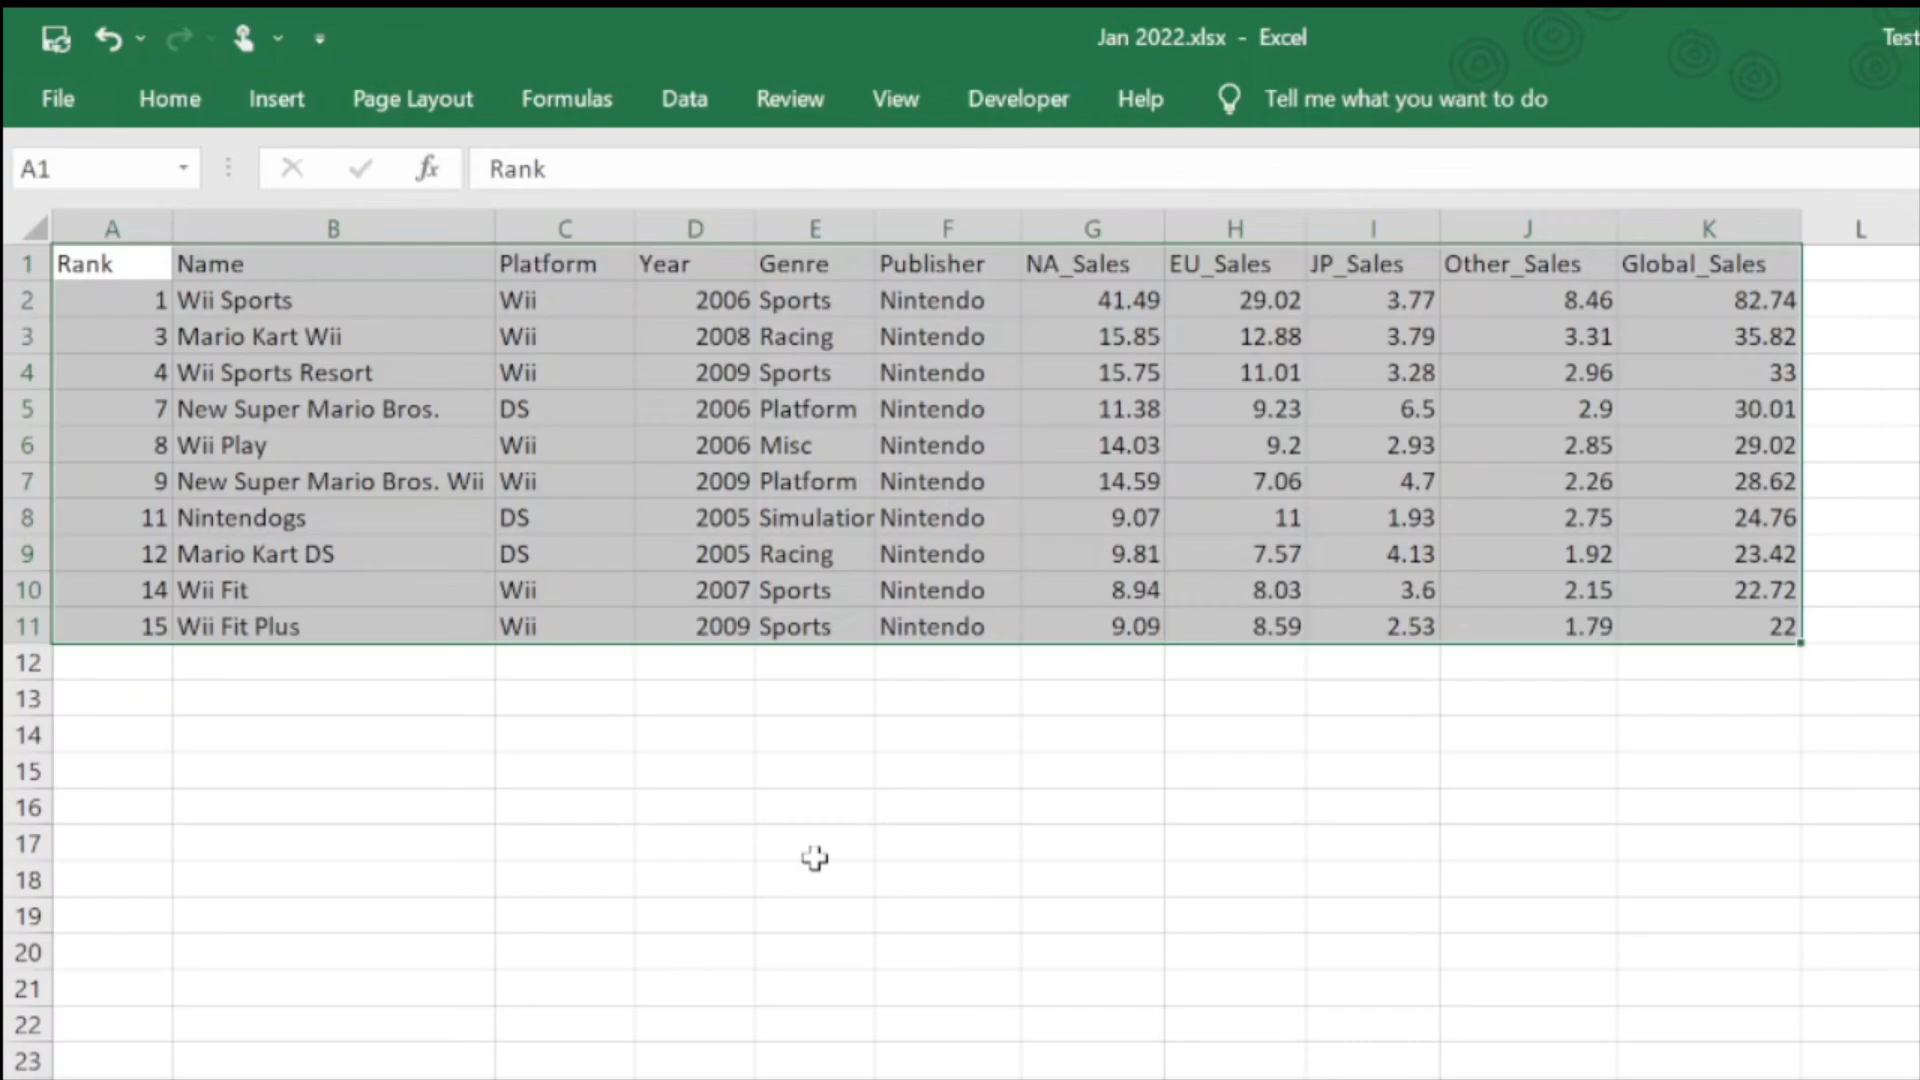 Jan 2022.xlsx - Excel Test
File Home Insert Page Layout Formulas Data Review View Developer Help Tell me what you want to do
A1 fx Rank
A B C D E F G H I J K L
1 Rank Name Platform Year Genre Publisher NA_Sales EU_Sales JP_Sales Other_Sales Global_Sales
2 1 Wii Sports Wii 2006 Sports Nintendo 41.49 29.02 3.77 8.46 82.74
3 3 Mario Kart Wii Wii 2008 Racing Nintendo 15.85 12.88 3.79 3.31 35.82
4 4 Wii Sports Resort Wii 2009 Sports Nintendo 15.75 11.01 3.28 2.96 33
5 7 New Super Mario Bros. DS 2006 Platform Nintendo 11.38 9.23 6.5 2.9 30.01
6 8 Wii Play Wii 2006 Misc Nintendo 14.03 9.2 2.93 2.85 29.02
7 9 New Super Mario Bros. Wii Wii 2009 Platform Nintendo 14.59 7.06 4.7 2.26 28.62
8 11 Nintendogs DS 2005 Simulation Nintendo 9.07 11 1.93 2.75 24.76
9 12 Mario Kart DS DS 2005 Racing Nintendo 9.81 7.57 4.13 1.92 23.42
10 14 Wii Fit Wii 2007 Sports Nintendo 8.94 8.03 3.6 2.15 22.72
11 15 Wii Fit Plus Wii 2009 Sports Nintendo 9.09 8.59 2.53 1.79 22
12
13
14
15
16
17
18
19
20
21
22
23